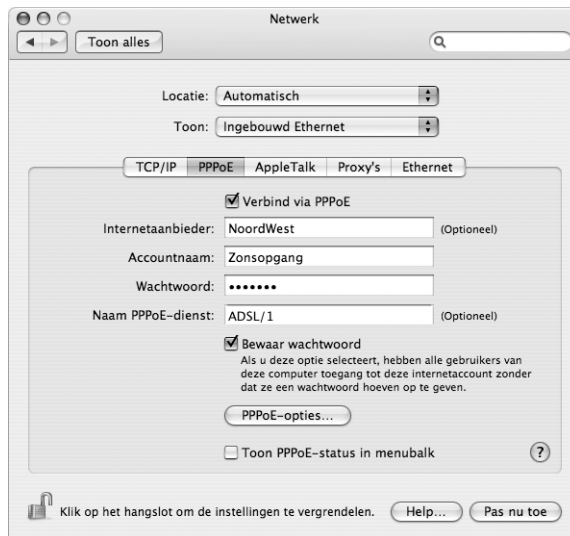 Netwerk
Toon alles
Locatie: Automatisch
Toon: Ingebouwd Ethernet
TCP/IP PPPoE AppleTalk Proxy's Ethernet
Verbind via PPPoE
Internetaanbieder: NoordWest (Optioneel)
Accountnaam: Zonsopgang
Wachtwoord: •••••••
Naam PPPoE-dienst: ADSL/1 (Optioneel)
Bewaar wachtwoord
Als u deze optie selecteert, hebben alle gebruikers van
deze computer toegang tot deze internetaccount zonder
dat ze een wachtwoord hoeven op te geven.
PPPoE-opties...
Toon PPPoE-status in menubalk
?
Klik op het hangslot om de instellingen te vergrendelen. Help... Pas nu toe